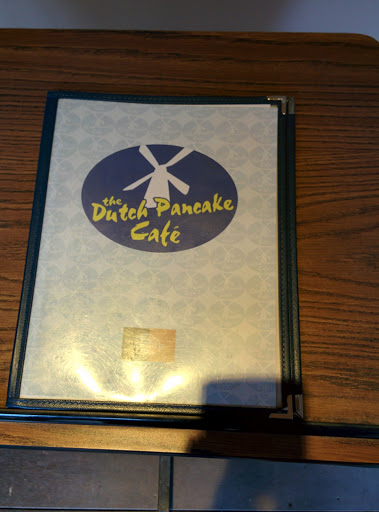 the
Dutch Pancake
Café